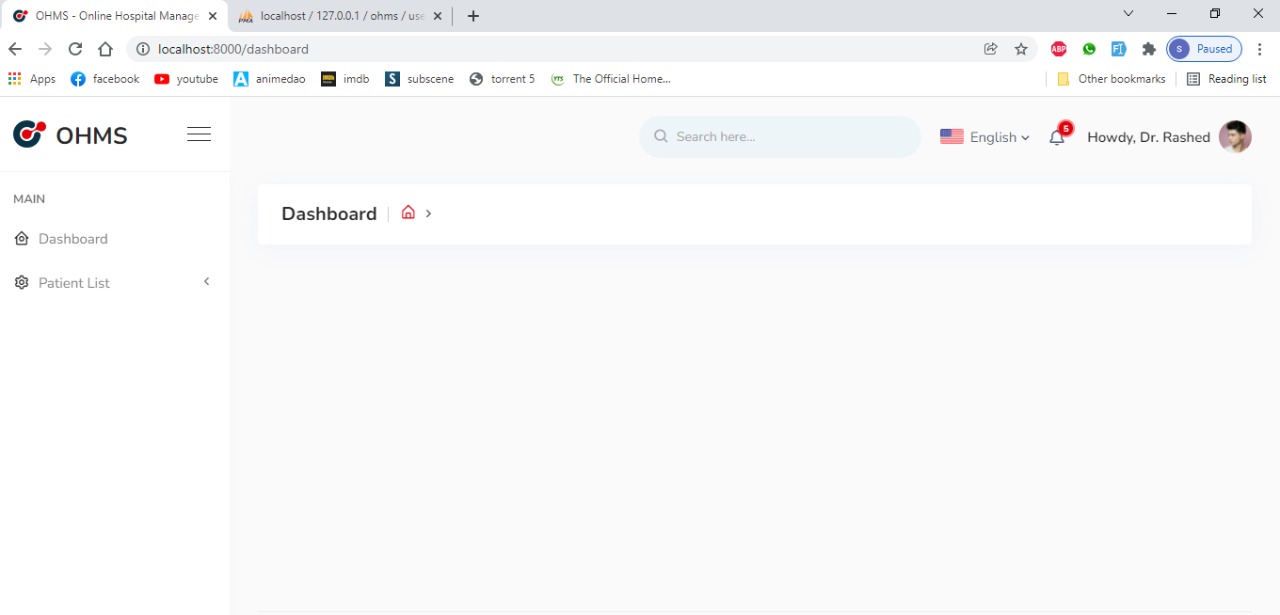 OHMS - Online Hospital Manage
localhost / 127.0.0.1 / ohms / use
localhost:8000/dashboard
ABP
S Paused
Apps
facebook
youtube
animedao
imdb
subscene
torrent 5
The Official Home...
Other bookmarks
Reading list
OHMS
Search here...
English
5
Howdy, Dr. Rashed
MAIN
Dashboard
Patient List
Dashboard